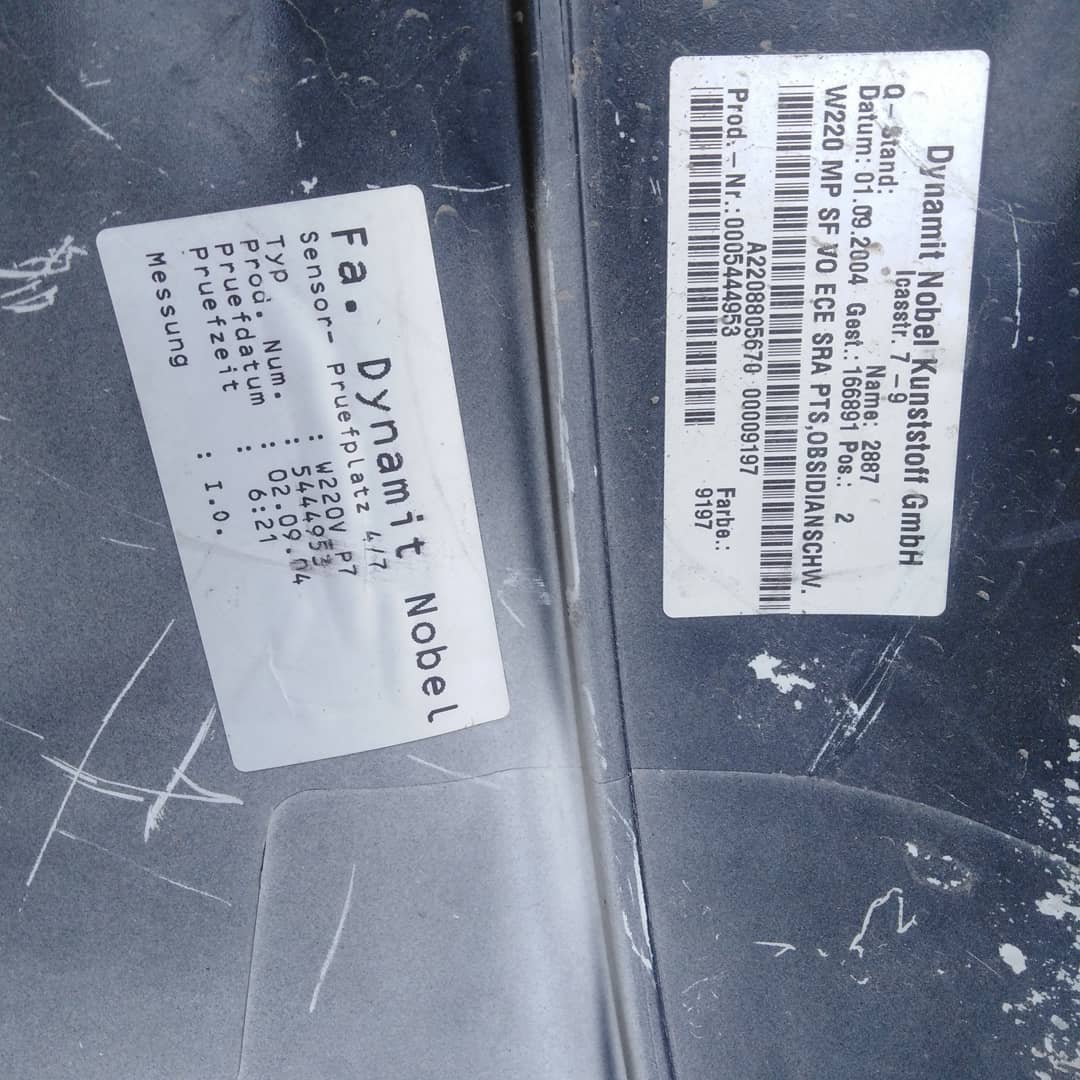 Fa. Dynamit Nobel
Sensor- Pruefplatz 4/7
Typ : W220V P7
Prod. Num. : 5444953
Pruefdatum : 02.09.04
Pruefzeit : 6:21
Messung : I.O.
Dynamit Nobel Kunststoff GmbH
Icasstr. 7-9
Q-Stand: Name: 2887
Datum: 01.09.2004 Gest.: 166891 Pos.: 2
W220 MP SF VO ECE SRA PTS,OBSIDIANSCHW.
A2208805670 00009197
Prod.-Nr.: 0005444953 Farbe.:
9197